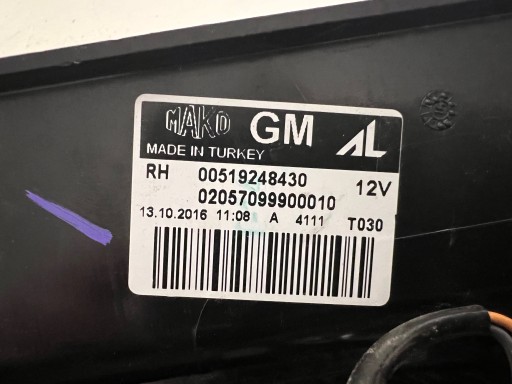 MAKO GM AL
MADE IN TURKEY
RH 00519248430 12V
02057099900010
13.10.2016 11:08 A 4111 T030